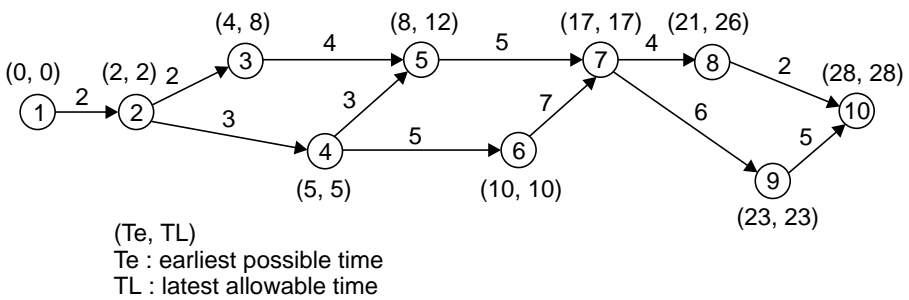 (4, 8) (8, 12) (17, 17) (21, 26)
4 5 4
3 5 7 8
(0, 0) (2, 2) 2 2 (28, 28)
2 3 7 6
1 2 3 5 10
4 5 6 9
(5, 5) (10, 10) (23, 23)
(Te, TL)
Te : earliest possible time
TL : latest allowable time